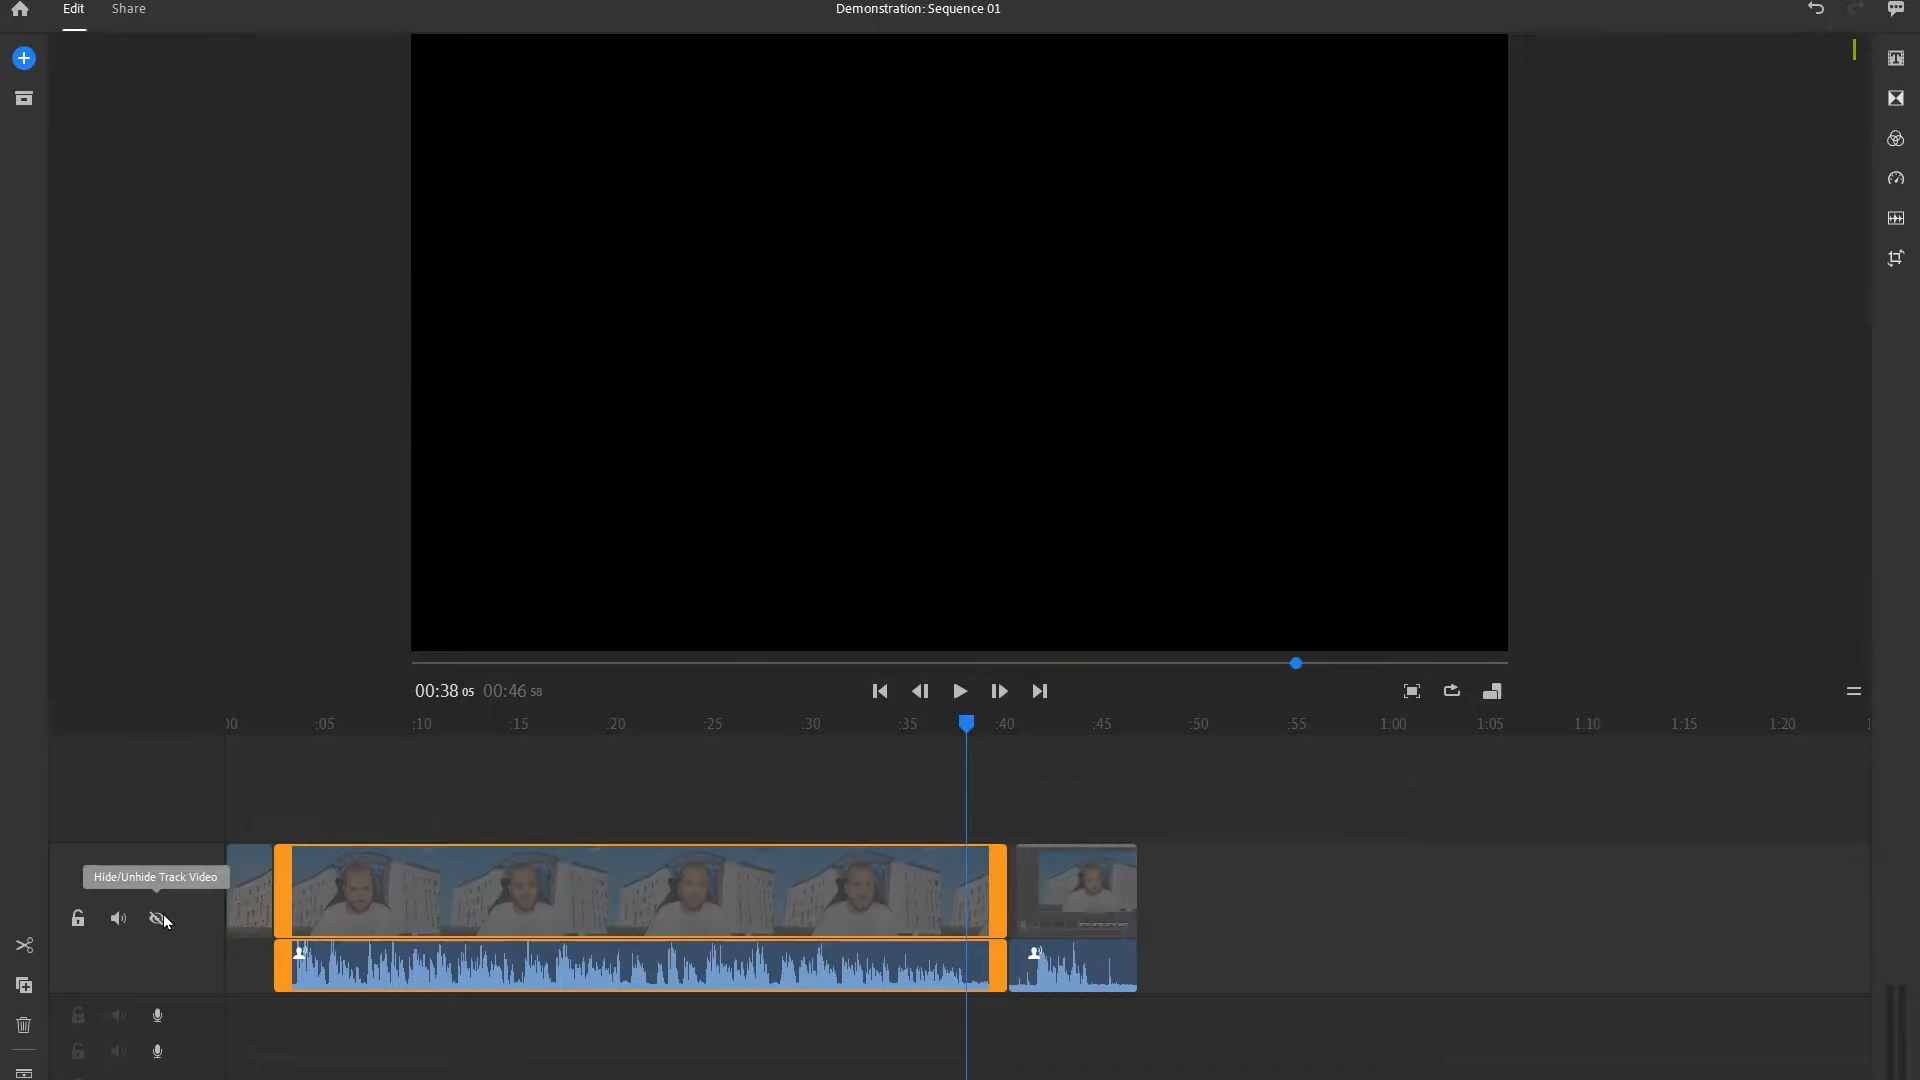 Edit Share Demonstration: Sequence 01
00:38 05 00:46 58
:00 :05 :10 :15 :20 :25 :30 :35 :40 :45 :50 :55 1:00 1:05 1:10 1:15 1:20
Hide/Unhide Track Video